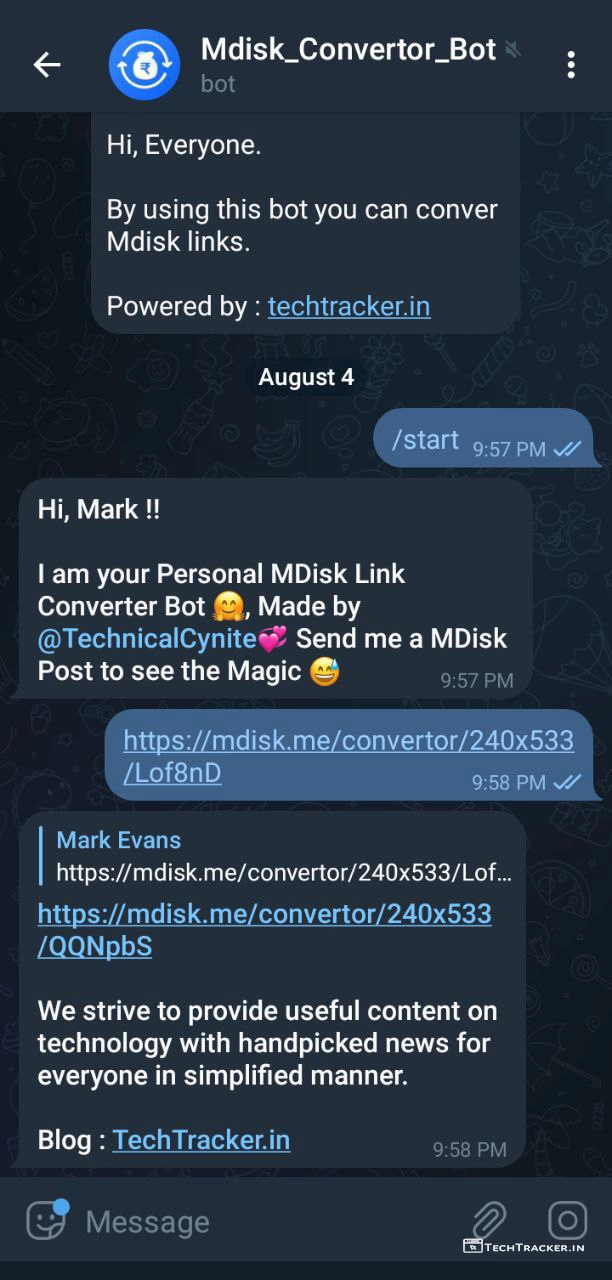 Mdisk_Convertor_Bot
bot
Hi, Everyone.
By using this bot you can conver
Mdisk links.
Powered by : techtracker.in
August 4
/start 9:57 PM
Hi, Mark !!
I am your Personal MDisk Link
Converter Bot 🤗, Made by
@TechnicalCynite💞 Send me a MDisk
Post to see the Magic 😅
9:57 PM
https://mdisk.me/convertor/240x533
/Lof8nD
9:58 PM
Mark Evans
https://mdisk.me/convertor/240x533/Lof...
https://mdisk.me/convertor/240x533
/QQNpbS
We strive to provide useful content on
technology with handpicked news for
everyone in simplified manner.
Blog : TechTracker.in
9:58 PM
Message
TECHTRACKER.IN